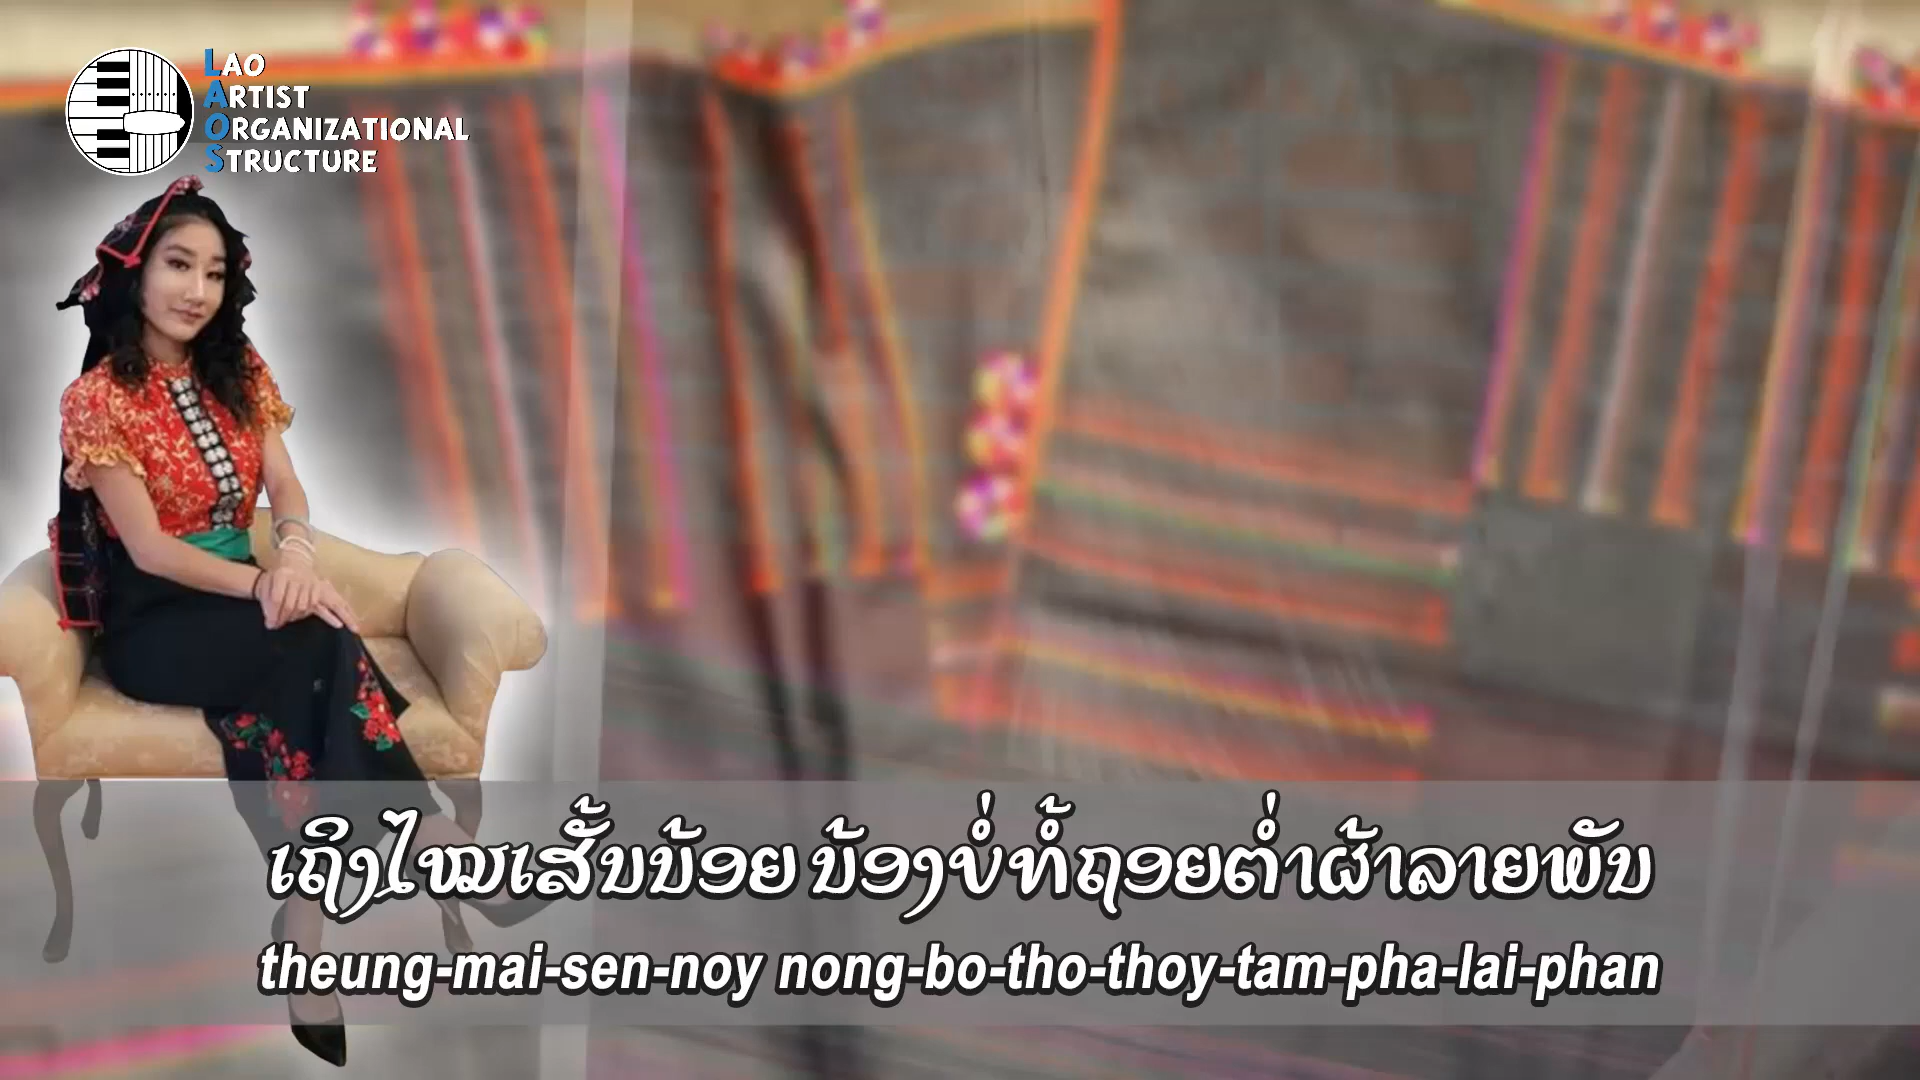 LAO
ARTIST
ORGANIZATIONAL
STRUCTURE
ເຖິງໄໝເສັ້ນນ້ອຍ ນ້ອງບໍ່ທໍ້ຖອຍຕ່ຳຜ້າລາຍພັນ
theung-mai-sen-noy nong-bo-tho-thoy-tam-pha-lai-phan